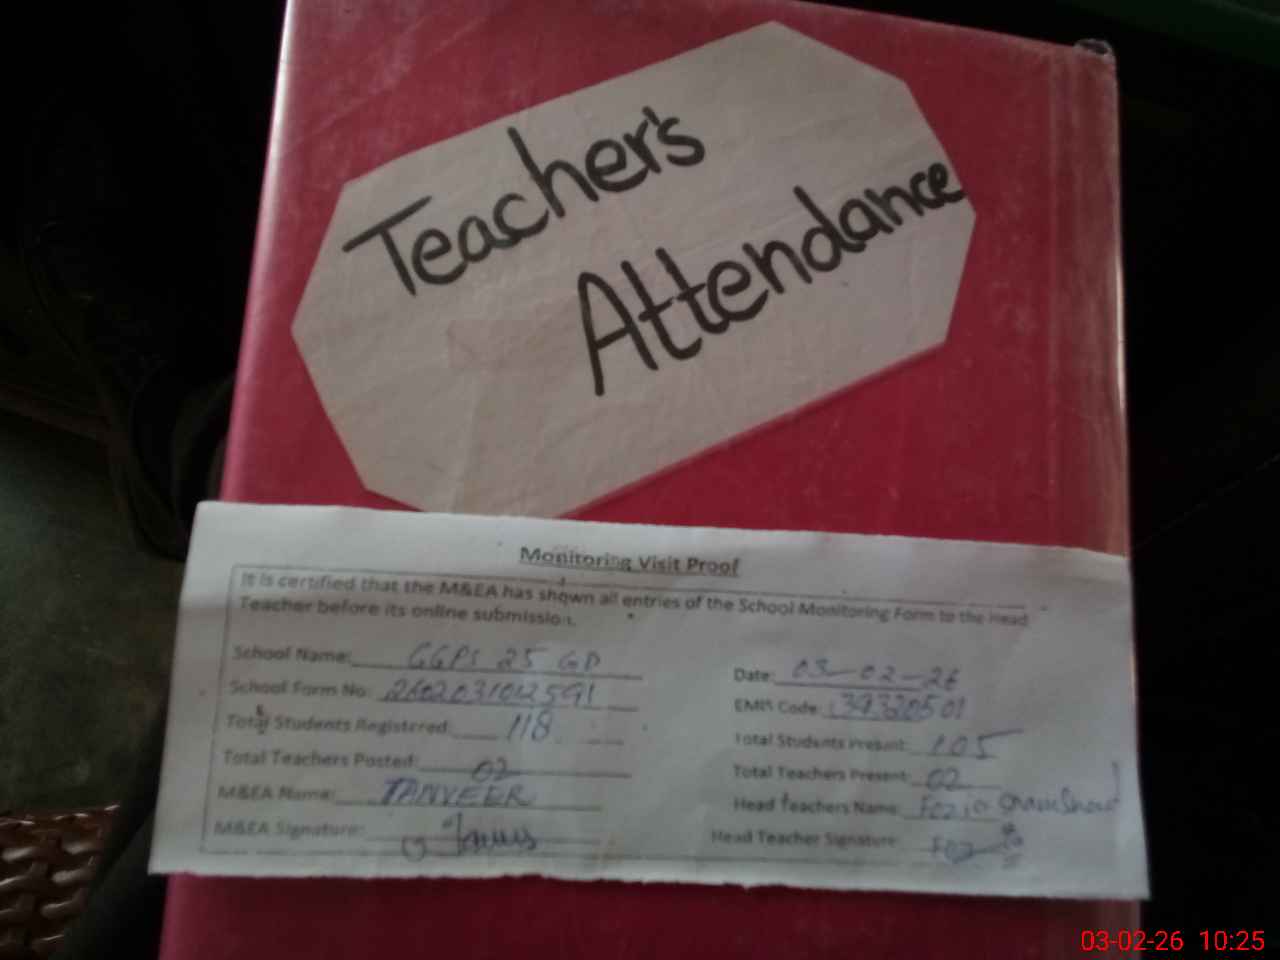 Teacher's
Attendance
Monitoring Visit Proof
It is certified that the M&EA has shown all entries of the School Monitoring Form to the Head
Teacher before its online submission.
School Name: GGPS 25 GD
Date: 03-02-26
School Form No: 2602031012591
EMIS Code: 39320501
Total Students Registered: 118
Total Students Present: 105
Total Teachers Posted: 02
Total Teachers Present: 02
M&EA Name: TANVEER
Head Teachers Name: Fozia
M&EA Signature:
Head Teacher Signature: Foz
03-02-26 10:25